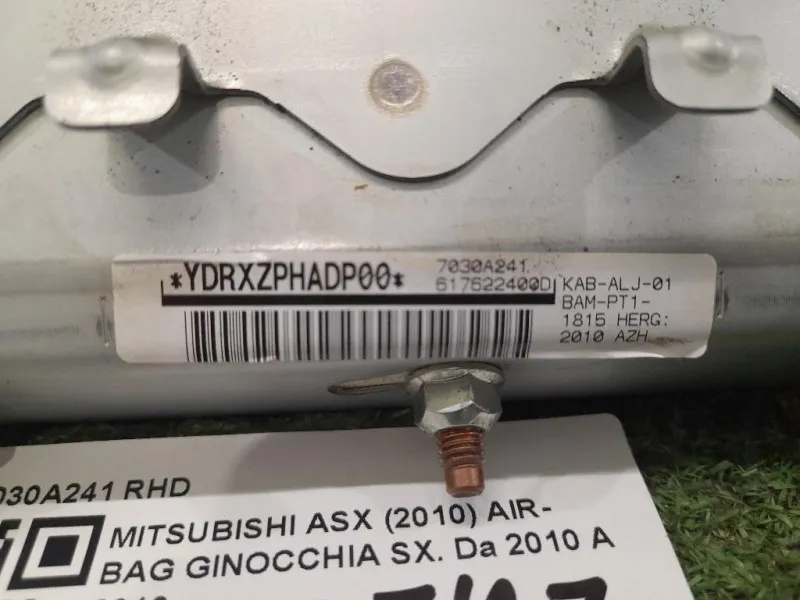 *YDRXZPHADP00*
7030A241
617622400D
KAB-ALJ-01
BAM-PT1-
1815 HERG:
2010 AZH
030A241 RHD
MITSUBISHI ASX (2010) AIR-
BAG GINOCCHIA SX. Da 2010 A